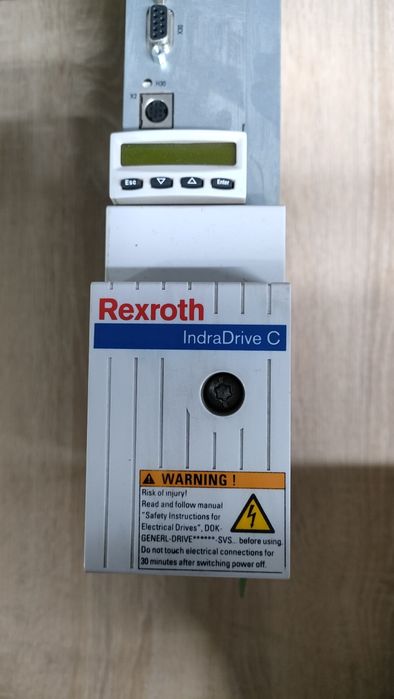 X30
H30
X2
Esc
Enter
Rexroth
IndraDrive C
WARNING !
Risk of injury!
Read and follow manual
"Safety Instructions for
Electrical Drives", DOK-
GENERL-DRIVE******-SVS.. before using.
Do not touch electrical connections for
30 minutes after switching power off.